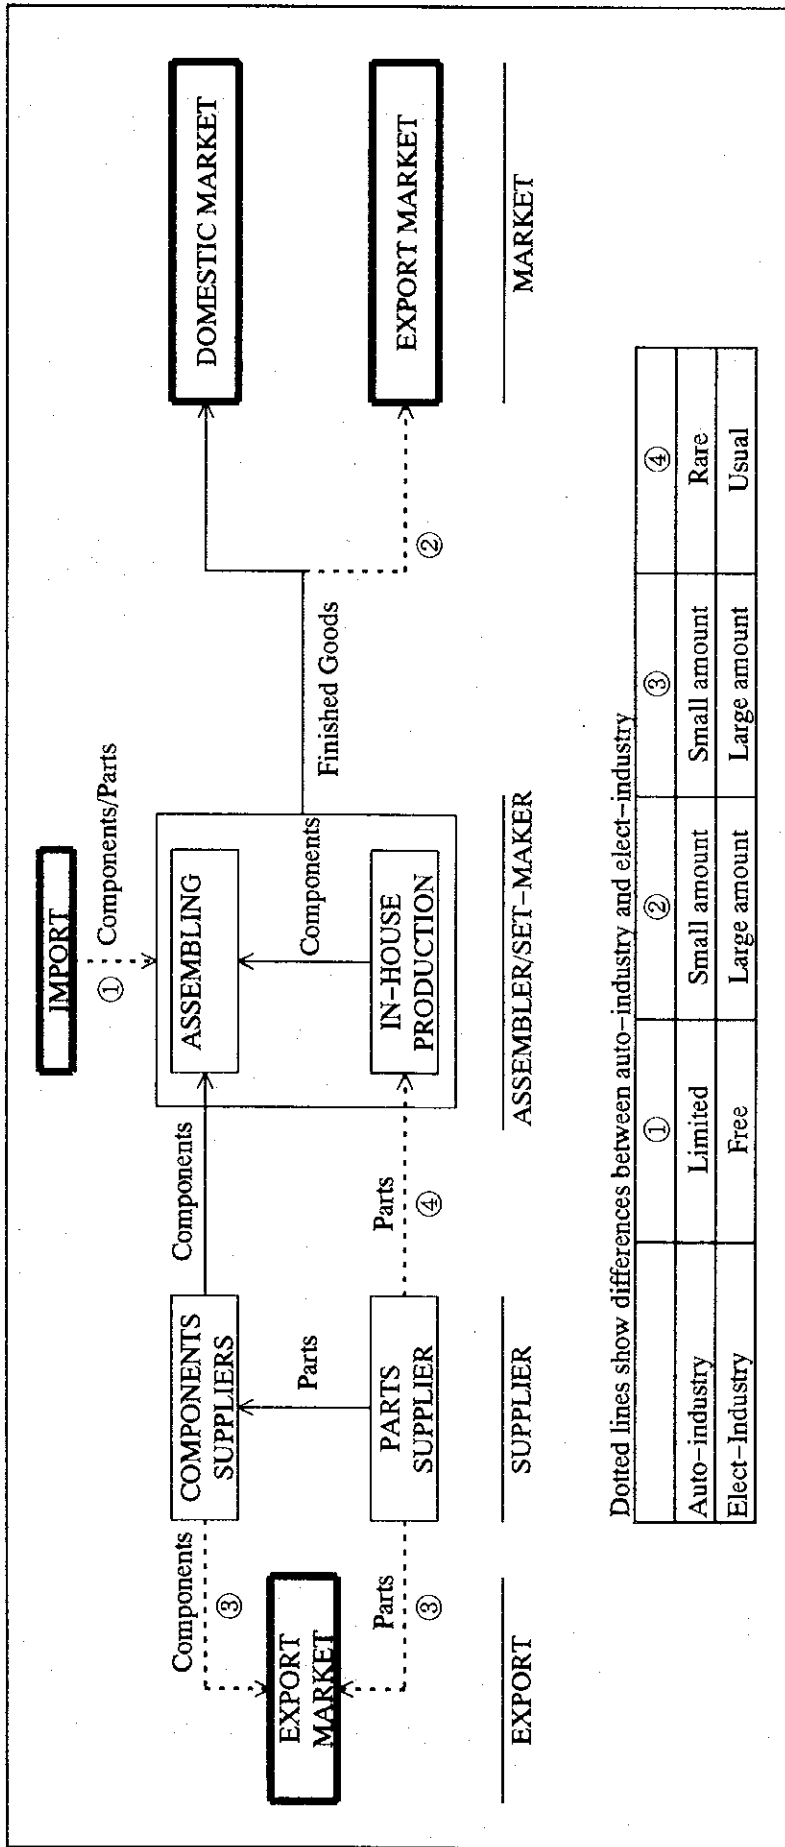 IMPORT
①
Components/Parts
EXPORT
MARKET
Components
③
Parts
③
COMPONENTS
SUPPLIERS
Parts
PARTS
SUPPLIER
Components
Parts
④
ASSEMBLING
Components
IN-HOUSE
PRODUCTION
Finished Goods
②
DOMESTIC MARKET
EXPORT MARKET
EXPORT
SUPPLIER
ASSEMBLER/SET-MAKER
MARKET
Dotted lines show differences between auto-industry and elect-industry
① ② ③ ④
Auto-industry Limited Small amount Small amount Rare
Elect-Industry Free Large amount Large amount Usual